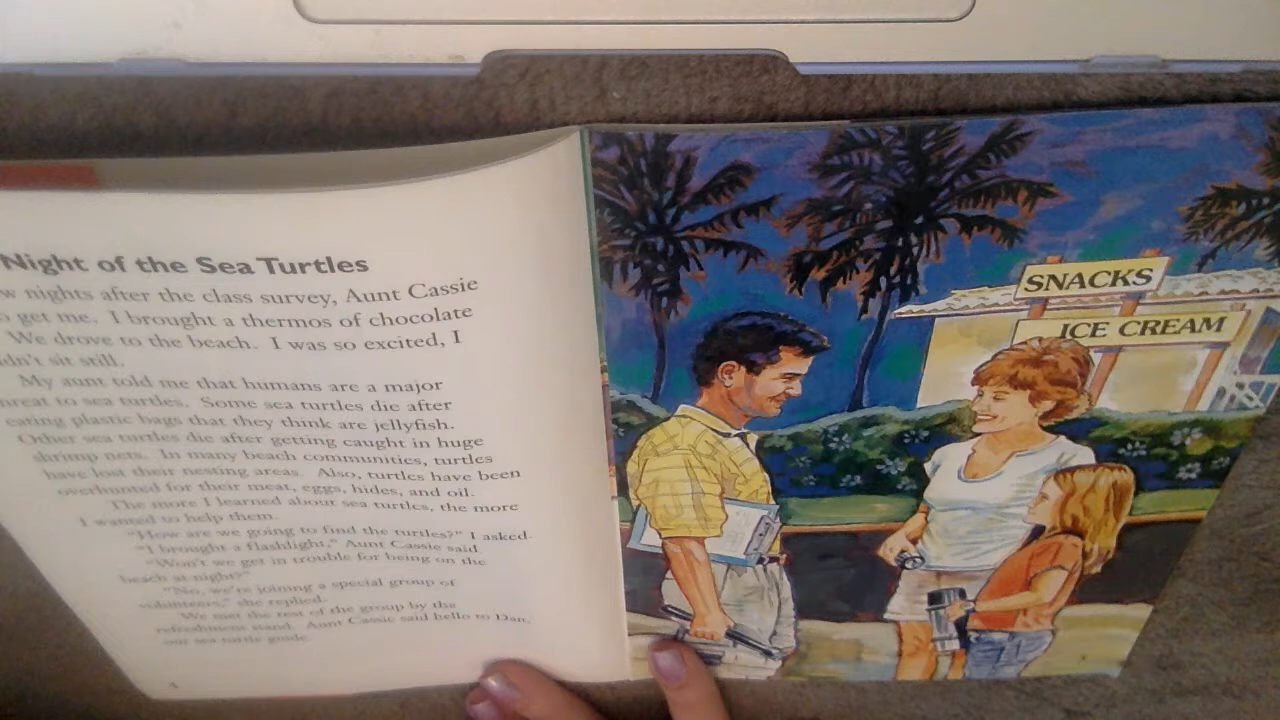 Night of the Sea Turtles
w nights after the class survey, Aunt Cassie
o get me. I brought a thermos of chocolate
We drove to the beach. I was so excited, I
dn't sit still.
My aunt told me that humans are a major
hreat to sea turtles. Some sea turtles die after
eating plastic bags that they think are jellyfish.
Other sea turtles die after getting caught in huge
shrimp nets. In many beach communities, turtles
have lost their nesting areas. Also, turtles have been
overhunted for their meat, eggs, hides, and oil.
The more I learned about sea turtles, the more
I wanted to help them.
"How are we going to find the turtles?" I asked.
"I brought a flashlight," Aunt Cassie said.
"Won't we get in trouble for being on the
beach at night?"
"No, we're joining a special group of
volunteers," she replied.
We met the rest of the group by the
refreshment stand. Aunt Cassie said hello to Dan,
our sea turtle guide.
SNACKS
ICE CREAM